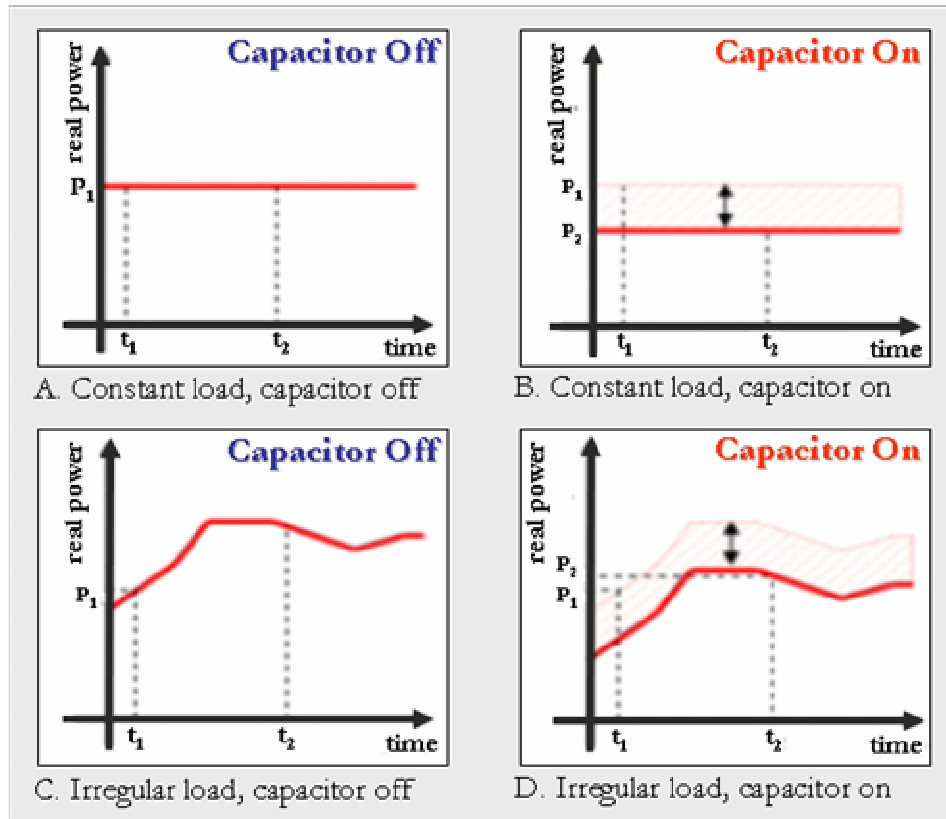 Capacitor Off
real power
P₁
t₁
t₂
time
A. Constant load, capacitor off
Capacitor On
real power
P₁
P₂
t₁
t₂
time
B. Constant load, capacitor on
Capacitor Off
real power
P₁
t₁
t₂
time
C. Irregular load, capacitor off
Capacitor On
real power
P₂
P₁
t₁
t₂
time
D. Irregular load, capacitor on